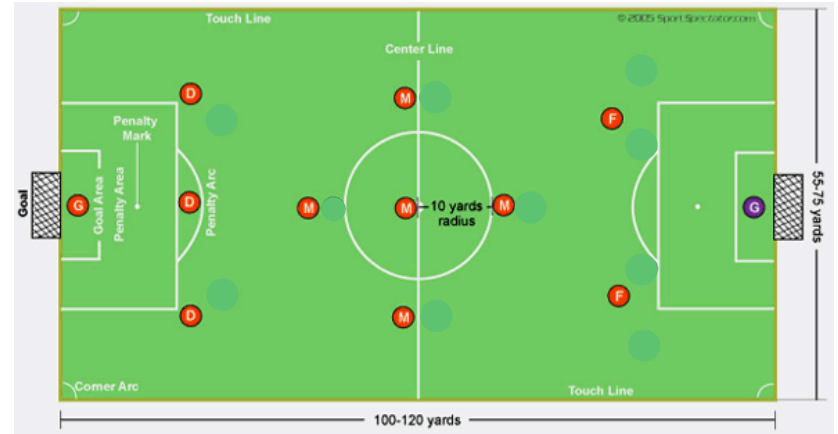 Touch Line
© 2005 SportSpectator.com
Center Line
D
M
F
Penalty
Mark
Goal
G
Goal Area
Penalty Area
D
Penalty Arc
M
M
10 yards
radius
M
G
55-75 yards
D
M
F
Corner Arc
Touch Line
100-120 yards